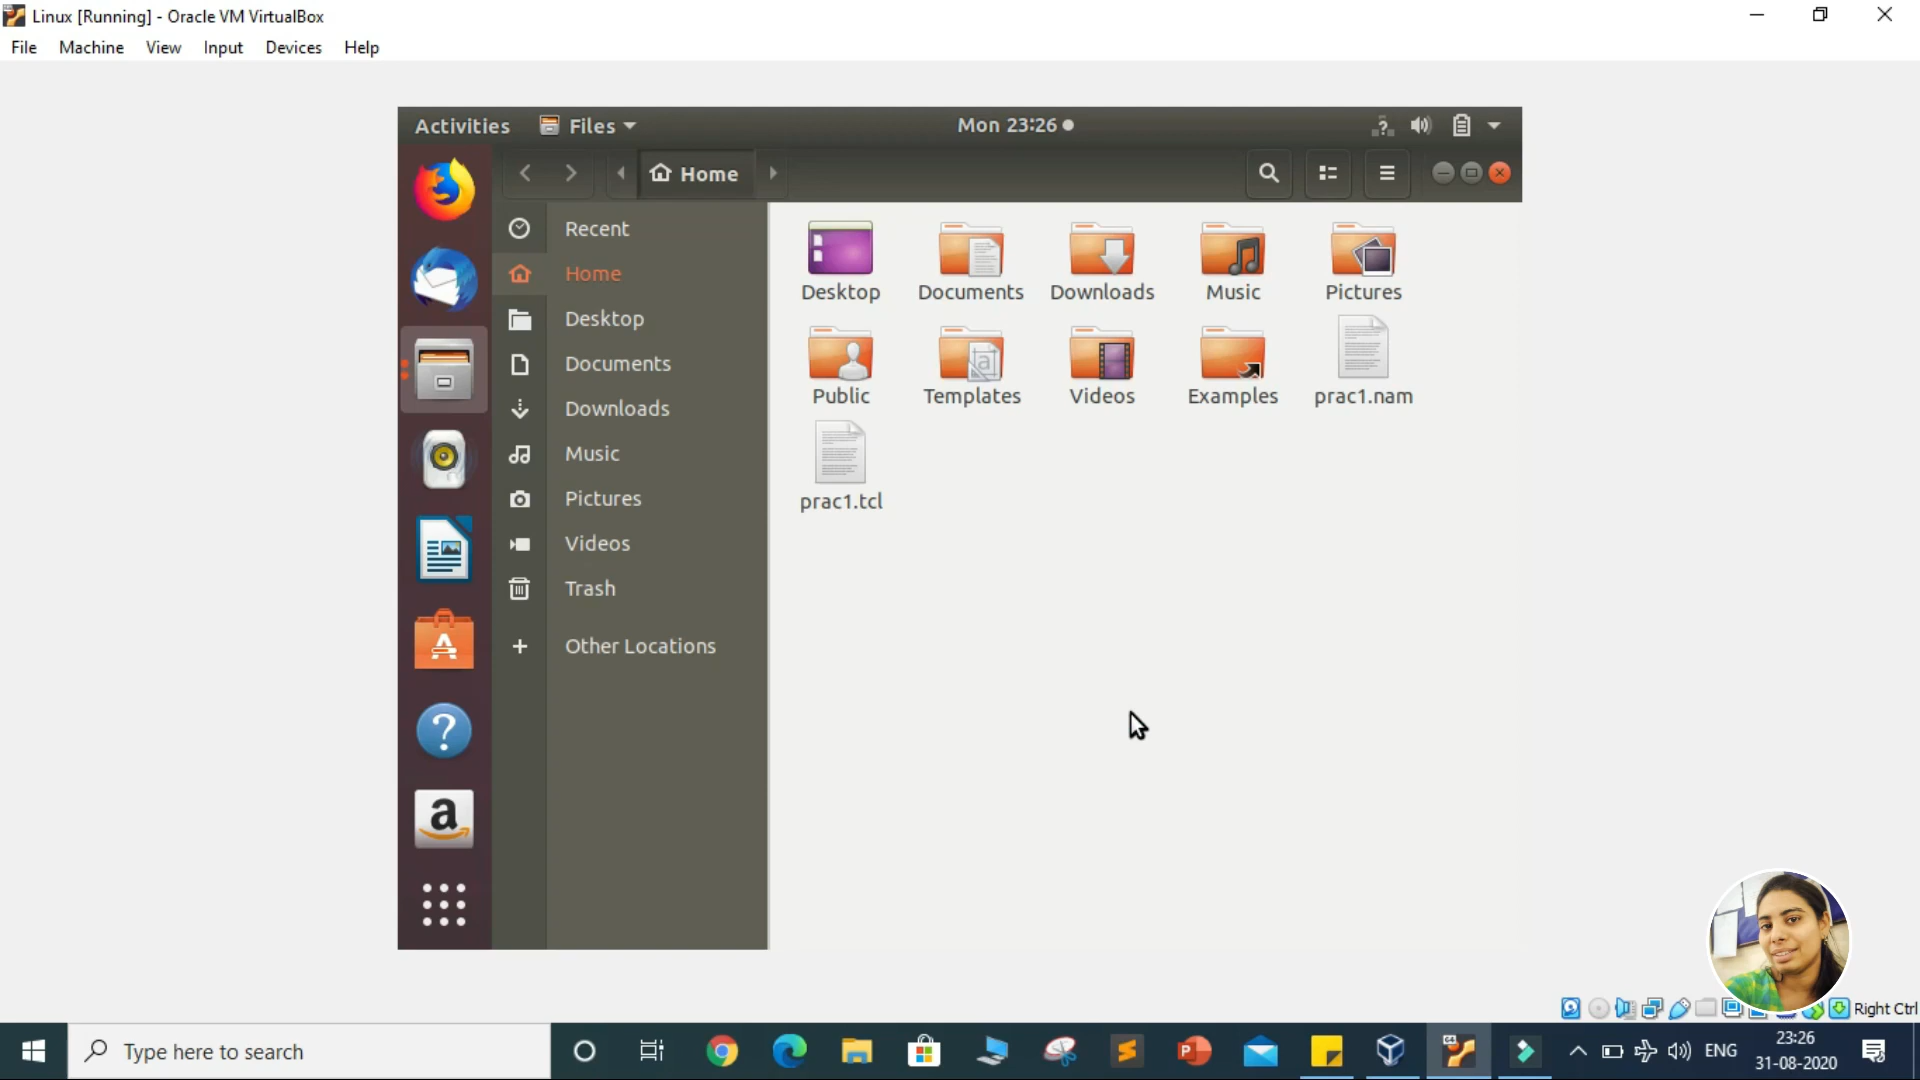 Linux [Running] - Oracle VM VirtualBox
File Machine View Input Devices Help
Activities Files Mon 23:26
Home
Recent
Home
Desktop
Documents
Downloads
Music
Pictures
Videos
Trash
Other Locations
Desktop Documents Downloads Music Pictures
Public Templates Videos Examples prac1.nam
prac1.tcl
Right Ctrl
Type here to search
ENG
23:26
31-08-2020